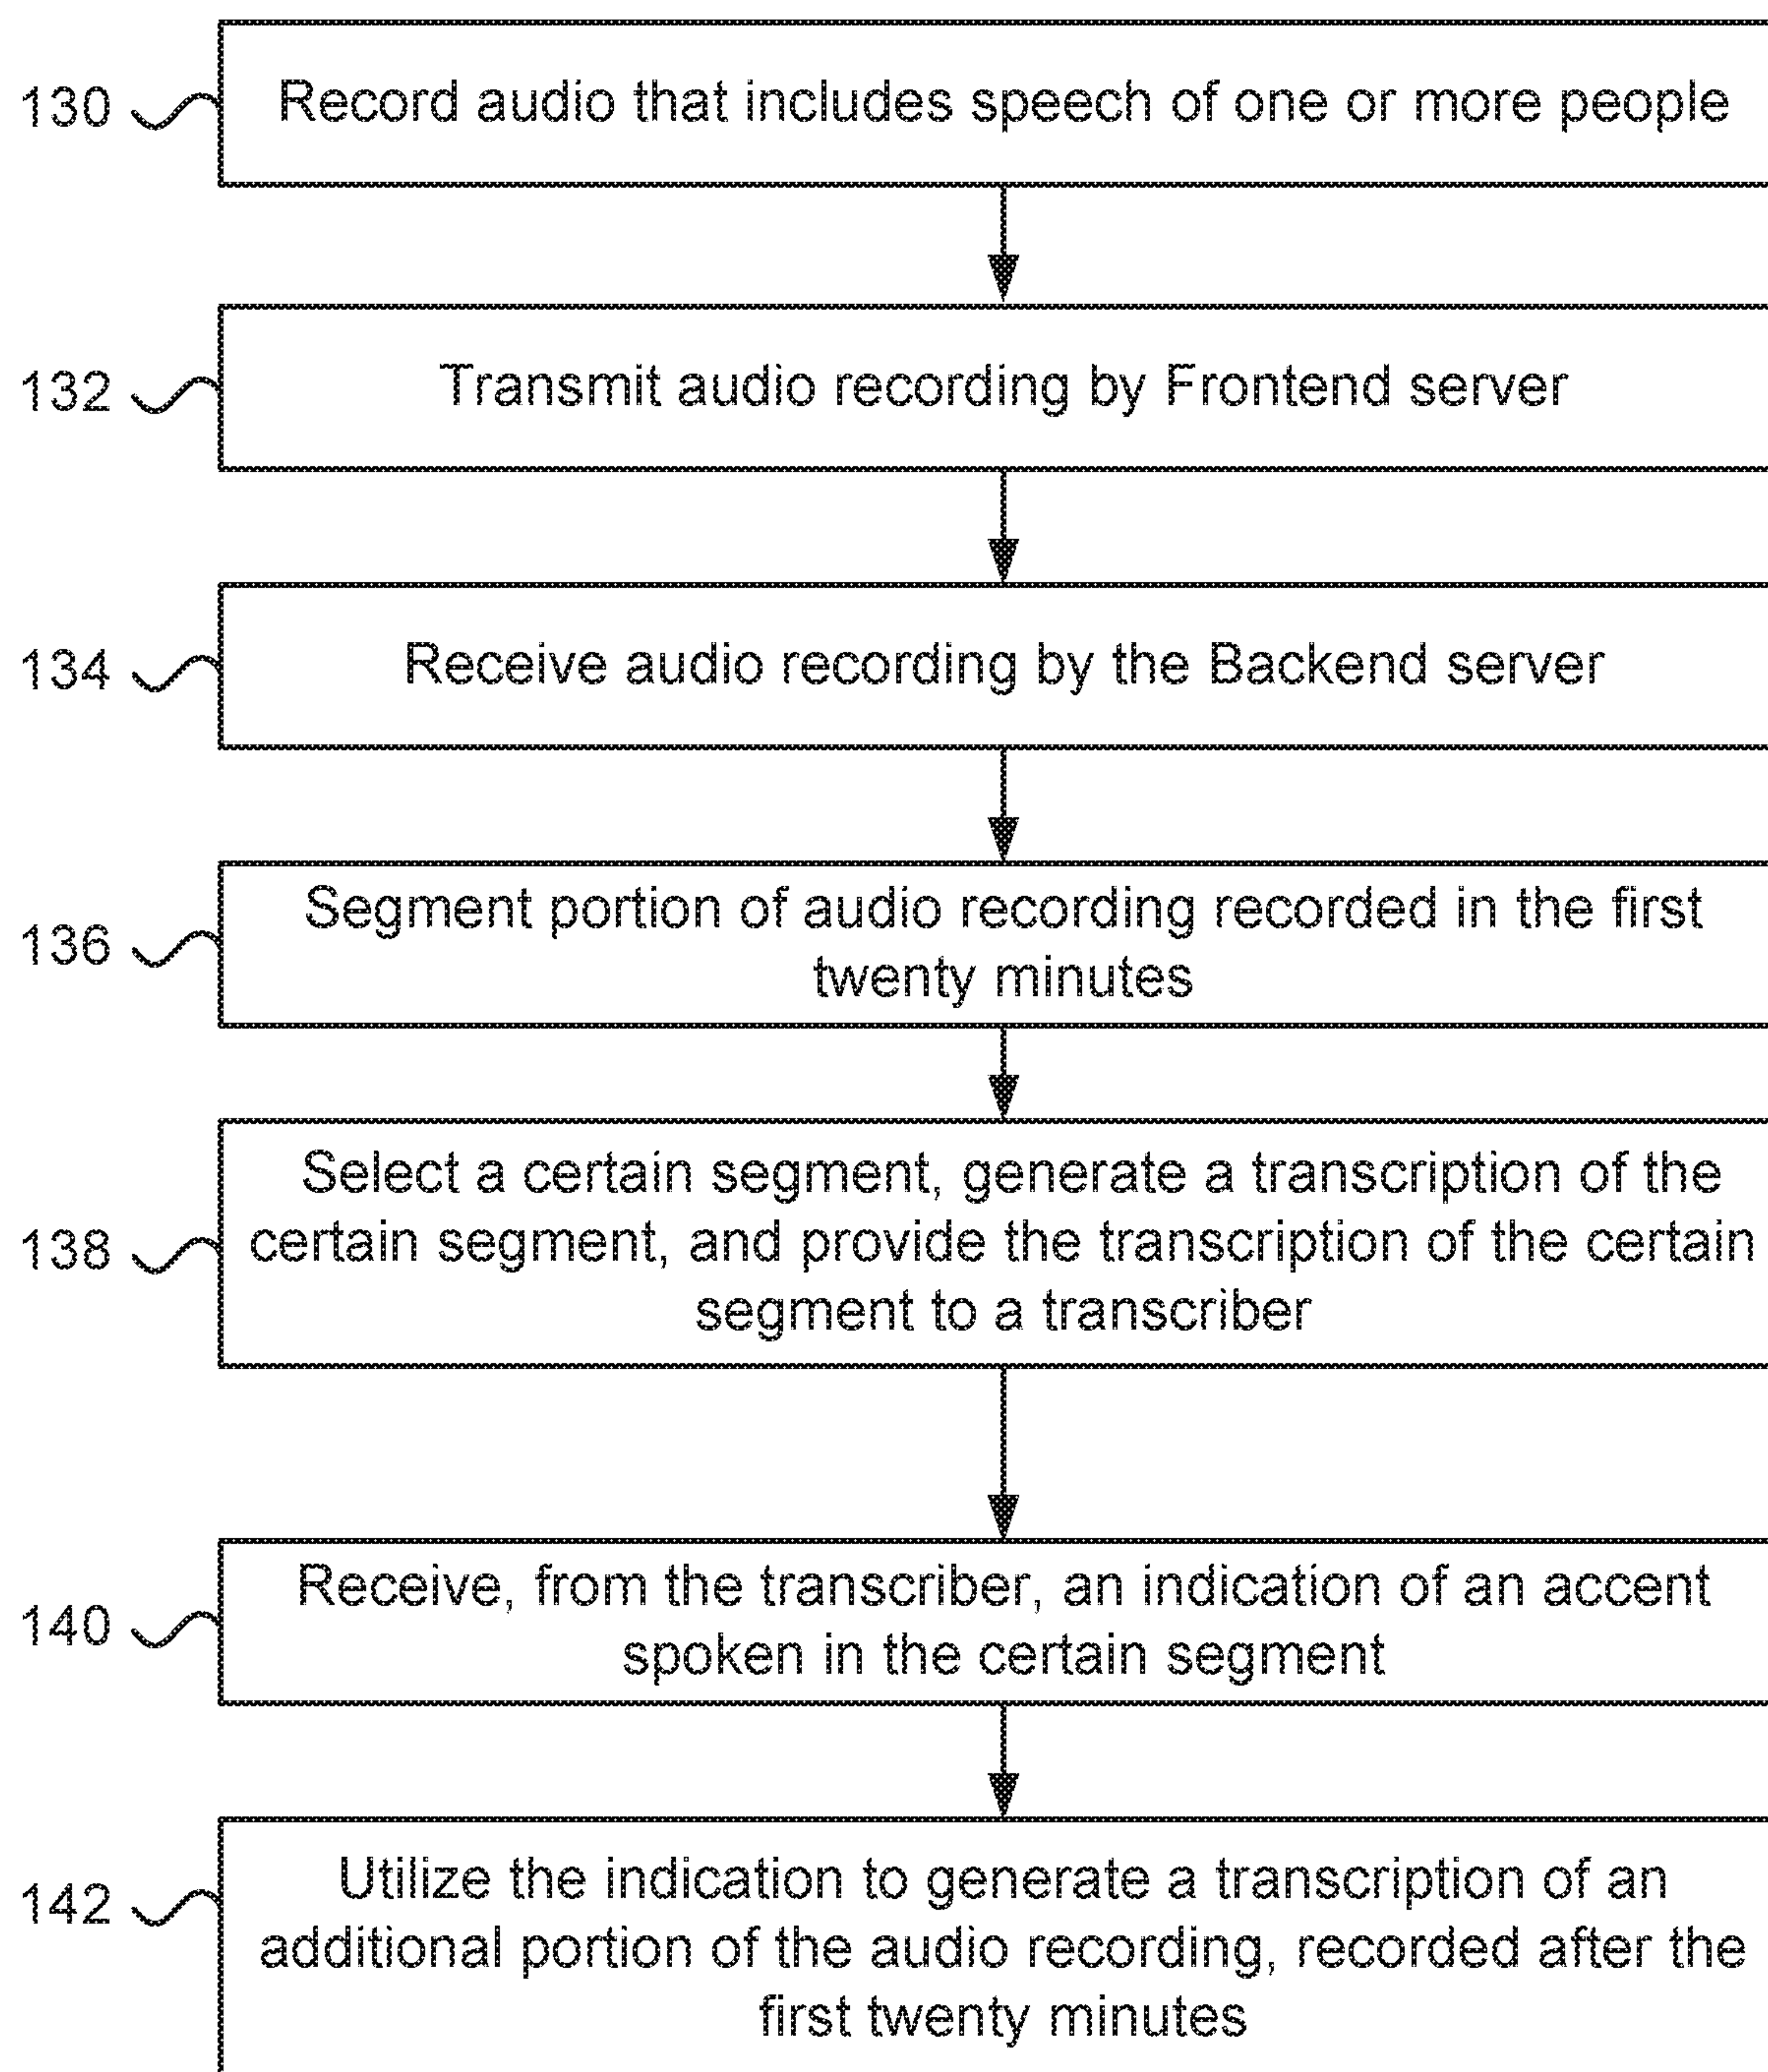 130 Record audio that includes speech of one or more people
132 Transmit audio recording by Frontend server
134 Receive audio recording by the Backend server
Segment portion of audio recording recorded in the first
136 twenty minutes
Select a certain segment, generate a transcription of the
138 certain segment, and provide the transcription of the certain
segment to a transcriber
Receive, from the transcriber, an indication of an accent
140 spoken in the certain segment
Utilize the indication to generate a transcription of an
142 additional portion of the audio recording, recorded after the
first twenty minutes